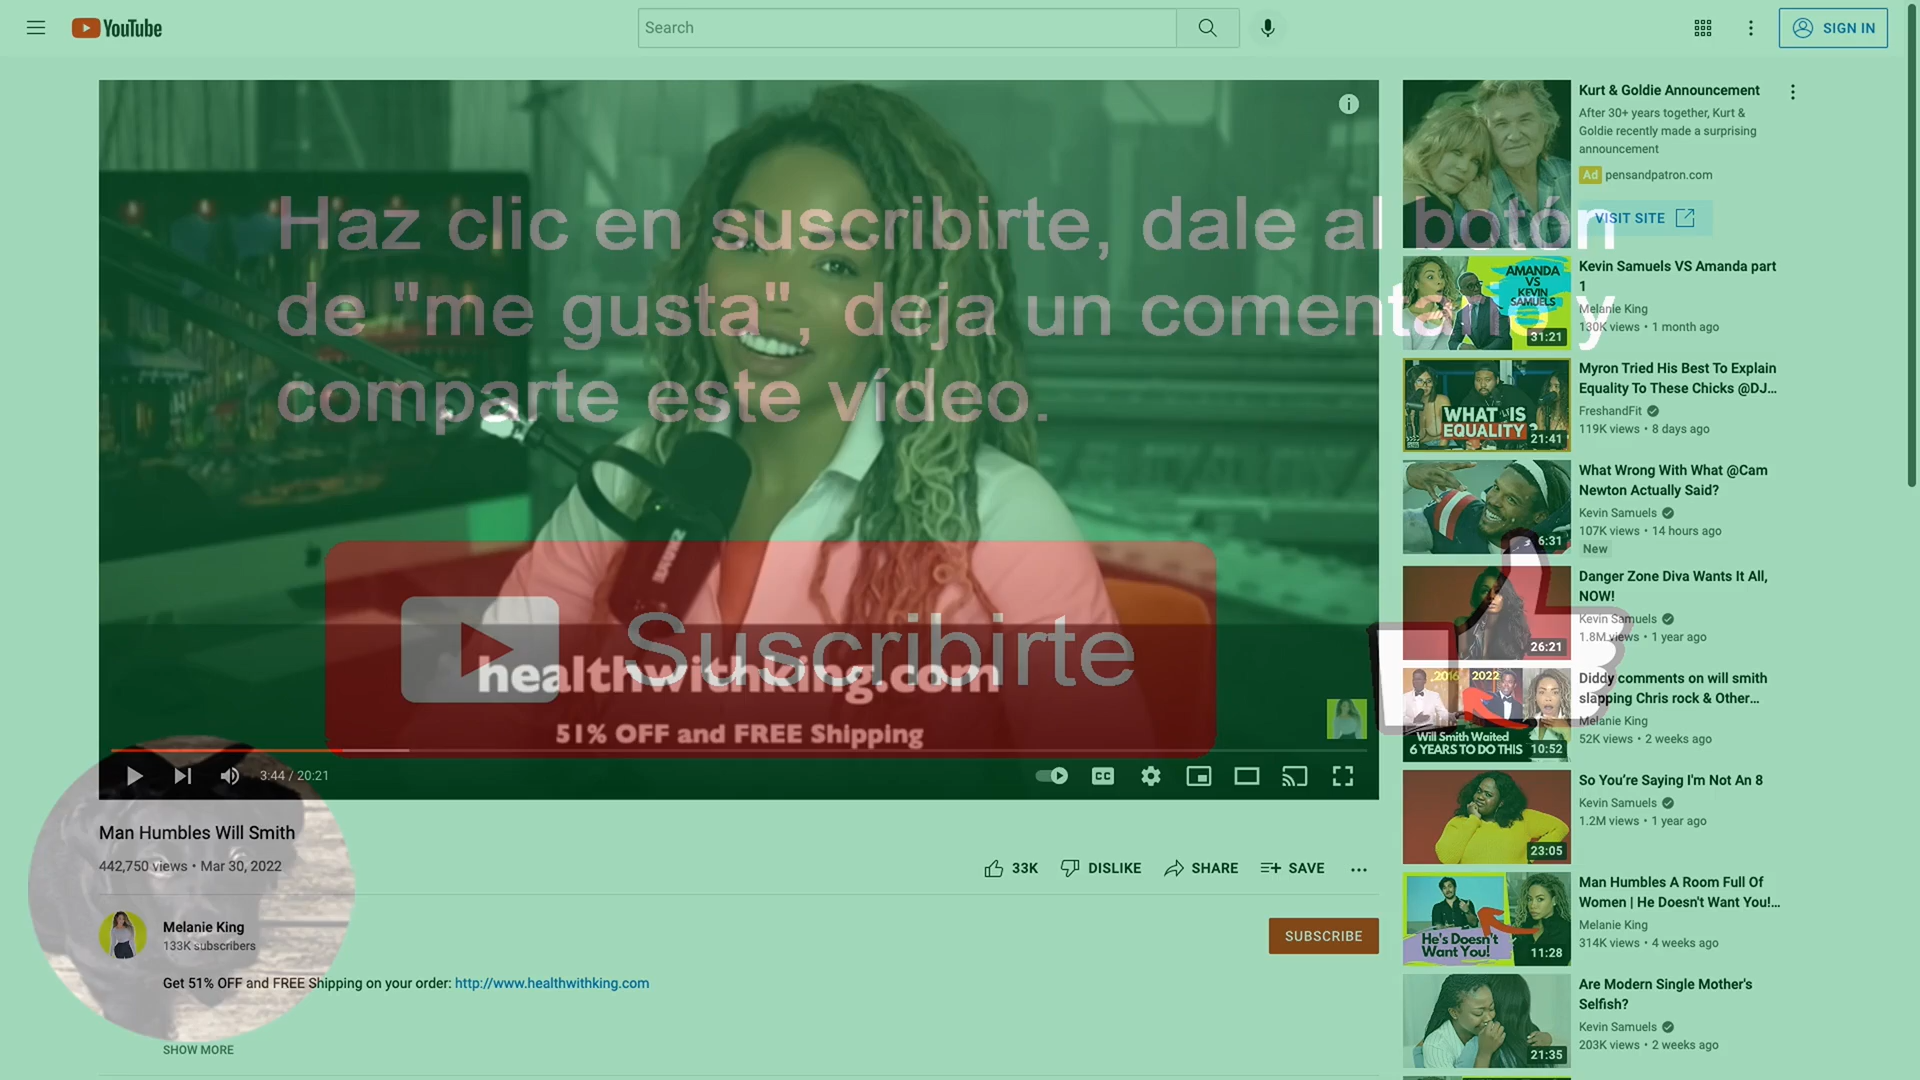 YouTube
Search
SIGN IN
Haz clic en suscribirte, dale al botón
de "me gusta", deja un comentario y
comparte este vídeo.
Suscribirte
healthwithking.com
51% OFF and FREE Shipping
3:44 / 20:21
CC
Man Humbles Will Smith
442,750 views • Mar 30, 2022
33K
DISLIKE
SHARE
SAVE
Melanie King
133K subscribers
SUBSCRIBE
Get 51% OFF and FREE Shipping on your order: http://www.healthwithking.com
SHOW MORE
Kurt & Goldie Announcement
After 30+ years together, Kurt &
Goldie recently made a surprising
announcement
Ad pensandpatron.com
VISIT SITE
AMANDA
VS
KEVIN
SAMUELS
31:21
Kevin Samuels VS Amanda part
1
Melanie King
130K views • 1 month ago
WHAT IS
EQUALITY?
21:41
Myron Tried His Best To Explain
Equality To These Chicks @DJ...
FreshandFit
119K views • 8 days ago
6:31
What Wrong With What @Cam
Newton Actually Said?
Kevin Samuels
107K views • 14 hours ago
New
26:21
Danger Zone Diva Wants It All,
NOW!
Kevin Samuels
1.8M views • 1 year ago
2016 2022
Will Smith Waited
6 YEARS TO DO THIS
10:52
Diddy comments on will smith
slapping Chris rock & Other...
Melanie King
52K views • 2 weeks ago
23:05
So You're Saying I'm Not An 8
Kevin Samuels
1.2M views • 1 year ago
He's Doesn't
Want You!
11:28
Man Humbles A Room Full Of
Women | He Doesn't Want You!...
Melanie King
314K views • 4 weeks ago
21:35
Are Modern Single Mother's
Selfish?
Kevin Samuels
203K views • 2 weeks ago